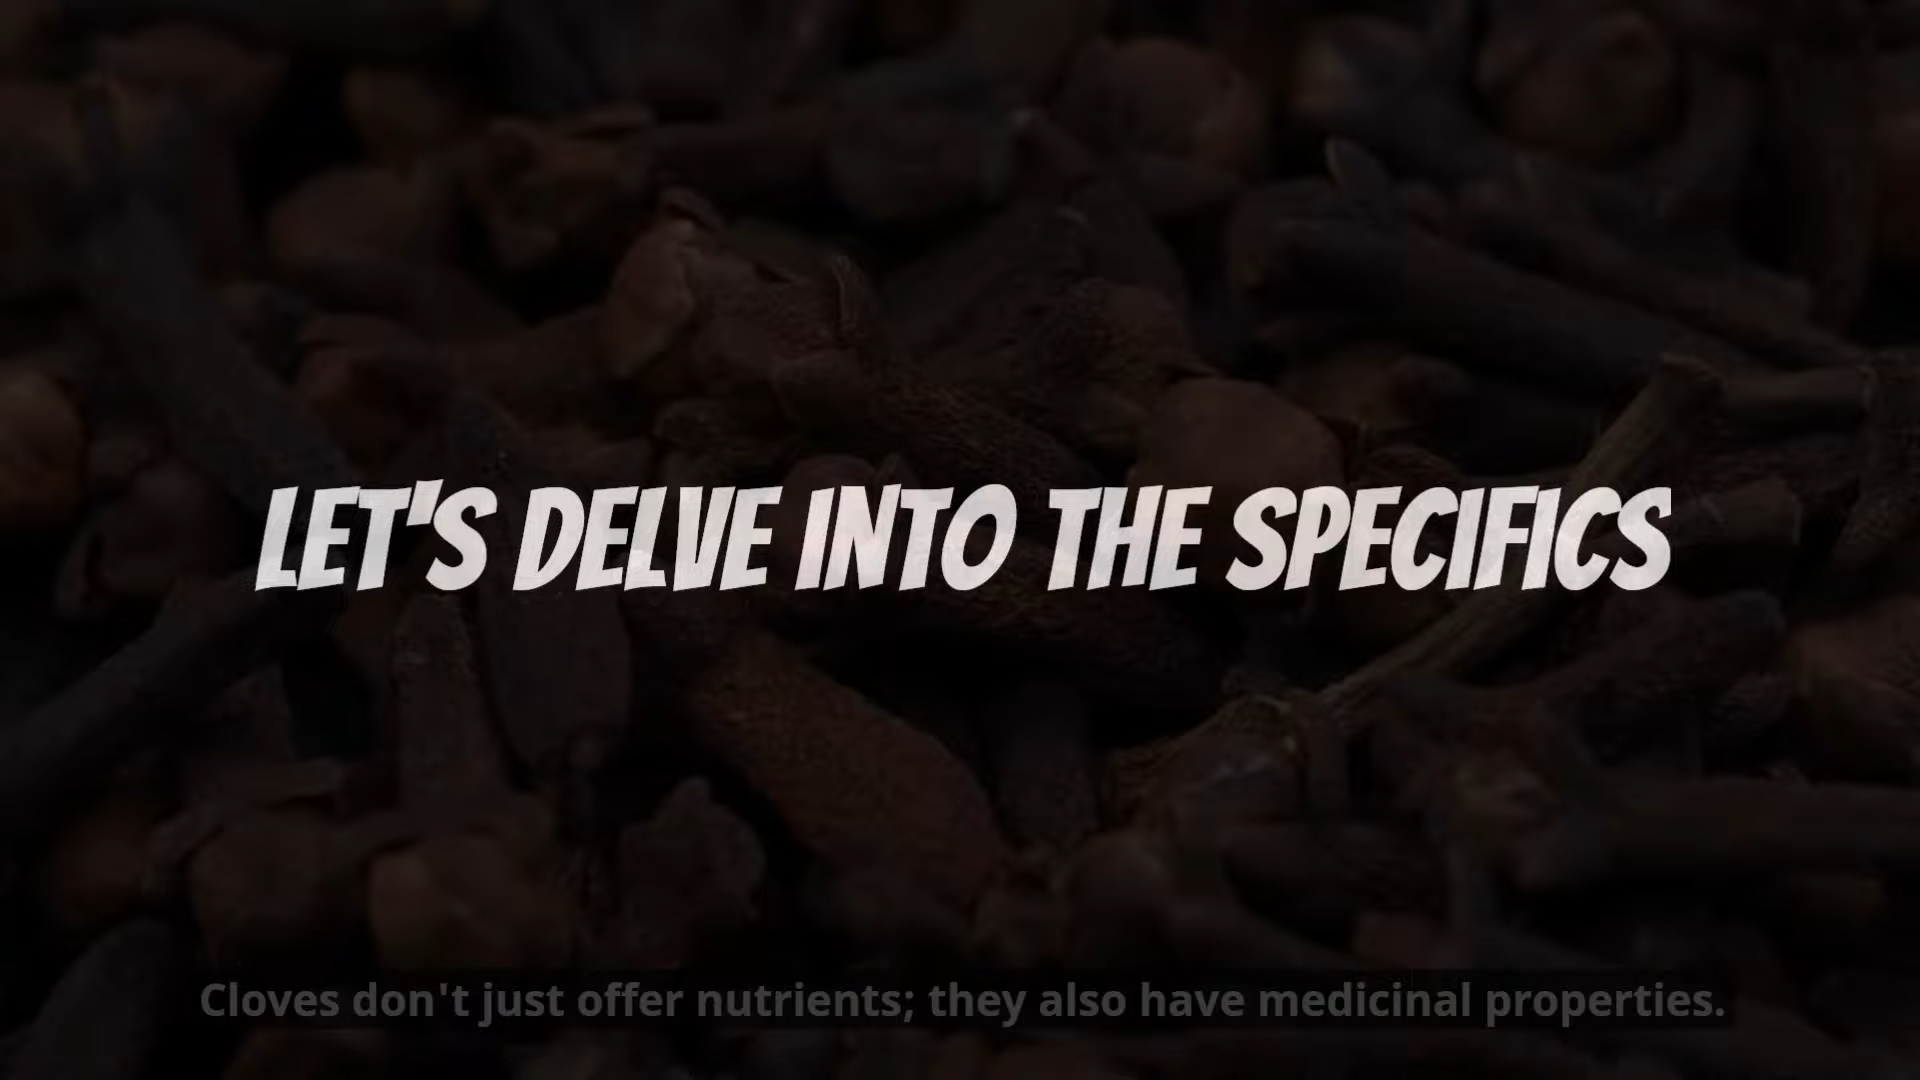 LET'S DELVE INTO THE SPECIFICS
Cloves don't just offer nutrients; they also have medicinal properties.